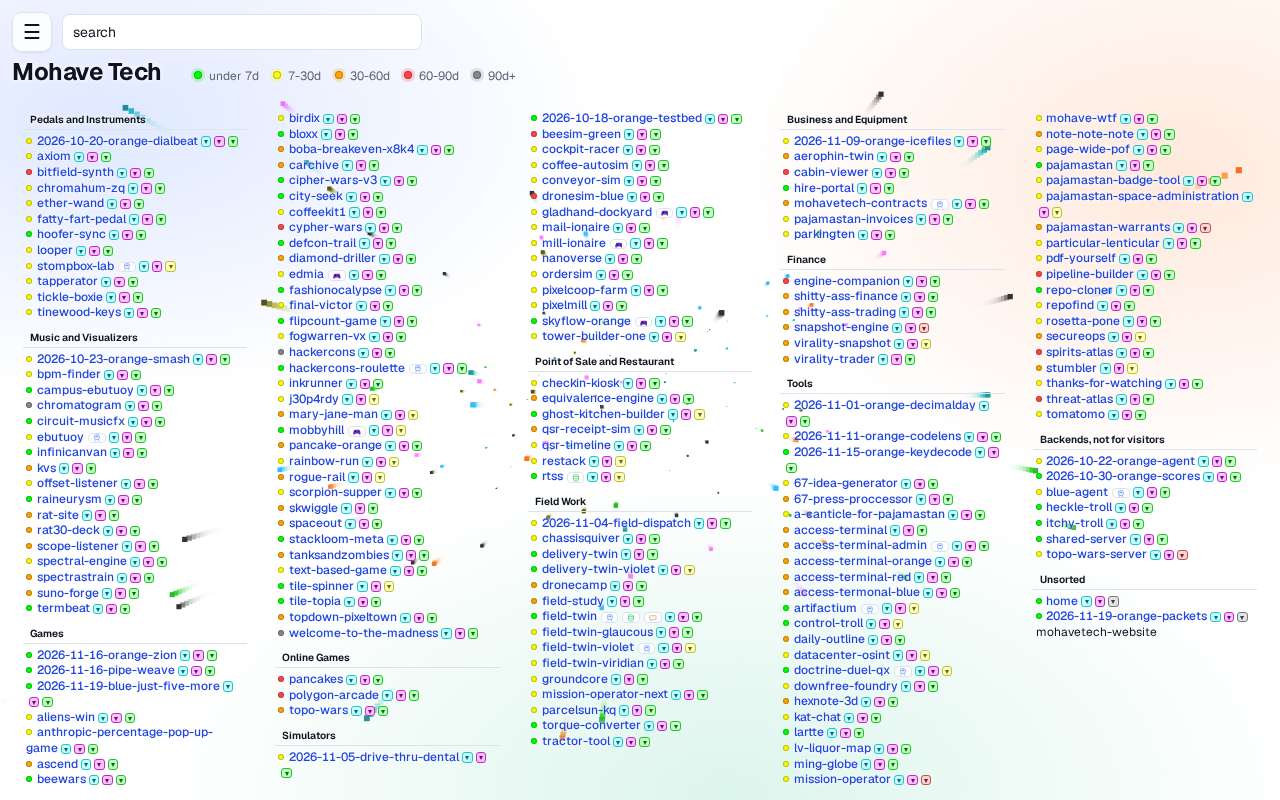 ☰ search
Mohave Tech
under 7d
7-30d
30-60d
60-90d
90d+
Pedals and Instruments
2026-10-20-orange-dialbeat
axiom
bitfield-synth
chromahum-zq
ether-wand
fatty-fart-pedal
hoofer-sync
looper
stompbox-lab
tapperator
tickle-boxie
tinewood-keys
Music and Visualizers
2026-10-23-orange-smash
bpm-finder
campus-ebutuoy
chromatogram
circuit-musicfx
ebutuoy
infinicanvan
kvs
offset-listener
raineurysm
rat-site
rat30-deck
scope-listener
spectral-engine
spectrastrain
suno-forge
termbeat
Games
2026-11-16-orange-zion
2026-11-16-pipe-weave
2026-11-19-blue-just-five-more
aliens-win
anthropic-percentage-pop-up-
game
ascend
beewars
birdix
bloxx
boba-breakeven-x8k4
canchive
cipher-wars-v3
city-seek
coffeekit1
cypher-wars
defcon-trail
diamond-driller
edmia
fashionocalypse
final-victor
flipcount-game
fogwarren-vx
hackercons
hackercons-roulette
inkrunner
j30p4rdy
mary-jane-man
mobbyhill
pancake-orange
rainbow-run
rogue-rail
scorpion-supper
skwiggle
spaceout
stackloom-meta
tanksandzombies
text-based-game
tile-spinner
tile-topia
topdown-pixeltown
welcome-to-the-madness
Online Games
pancakes
polygon-arcade
topo-wars
Simulators
2026-11-05-drive-thru-dental
2026-10-18-orange-testbed
beesim-green
cockpit-racer
coffee-autosim
conveyor-sim
dronesim-blue
gladhand-dockyard
mail-ionaire
mill-ionaire
nanoverse
ordersim
pixelcoop-farm
pixelmill
skyflow-orange
tower-builder-one
Point of Sale and Restaurant
checkin-kiosk
equivalence-engine
ghost-kitchen-builder
qsr-receipt-sim
qsr-timeline
restack
rtss
Field Work
2026-11-04-field-dispatch
chassisquiver
delivery-twin
delivery-twin-violet
dronecamp
field-study
field-twin
field-twin-glaucous
field-twin-violet
field-twin-viridian
groundcore
mission-operator-next
parcelsun-kq
torque-converter
tractor-tool
Business and Equipment
2026-11-09-orange-icefiles
aerophin-twin
cabin-viewer
hire-portal
mohavetech-contracts
pajamastan-invoices
parkingten
Finance
engine-companion
shitty-ass-finance
shitty-ass-trading
snapshot-engine
virality-snapshot
virality-trader
Tools
2026-11-01-orange-decimalday
2026-11-11-orange-codelens
2026-11-15-orange-keydecode
67-idea-generator
67-press-proccessor
a-canticle-for-pajamastan
access-terminal
access-terminal-admin
access-terminal-orange
access-terminal-red
access-termonal-blue
artifactium
control-troll
daily-outline
datacenter-osint
doctrine-duel-qx
downfree-foundry
hexnote-3d
kat-chat
lartte
lv-liquor-map
ming-globe
mission-operator
mohave-wtf
note-note-note
page-wide-pof
pajamastan
pajamastan-badge-tool
pajamastan-space-administration
pajamastan-warrants
particular-lenticular
pdf-yourself
pipeline-builder
repo-cloner
repofind
rosetta-pone
secureops
spirits-atlas
stumbler
thanks-for-watching
threat-atlas
tomatomo
Backends, not for visitors
2026-10-22-orange-agent
2026-10-30-orange-scores
blue-agent
heckle-troll
itchy-troll
shared-server
topo-wars-server
Unsorted
home
2026-11-19-orange-packets
mohavetech-website